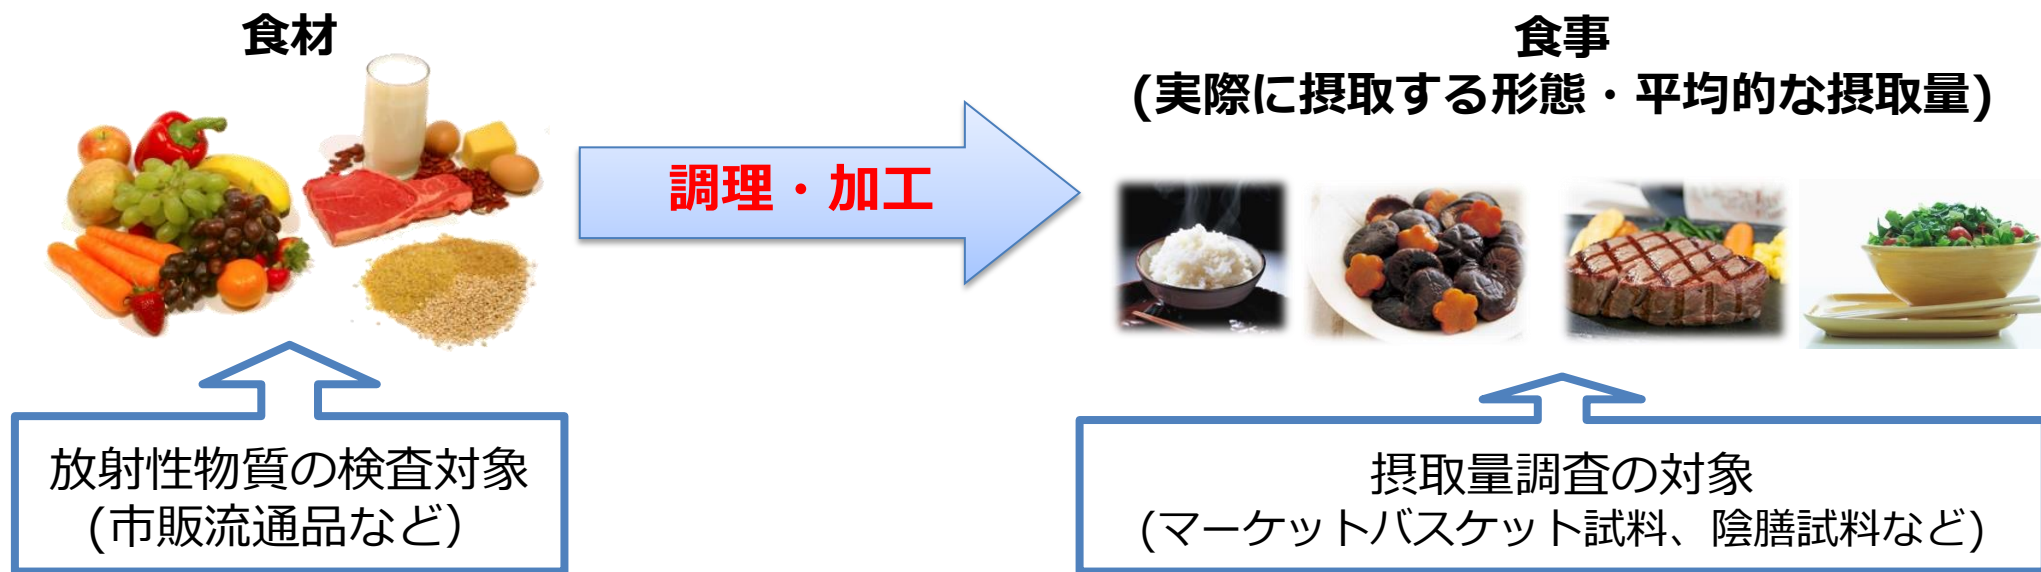 食材
食事
(実際に摂取する形態・平均的な摂取量)
調理・加工
放射性物質の検査対象
(市販流通品など)
摂取量調査の対象
(マーケットバスケット試料、陰膳試料など)